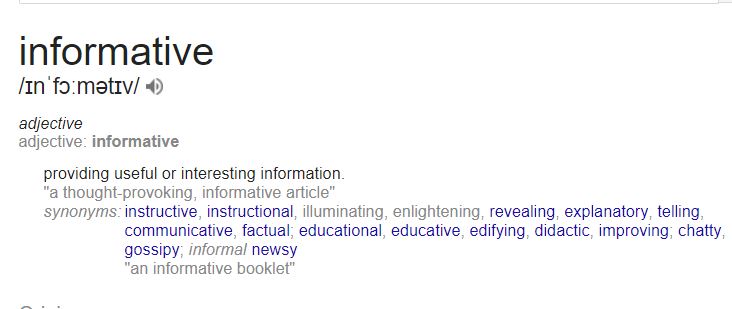 informative
/ɪnˈfɔːmətɪv/
adjective
adjective: informative
providing useful or interesting information.
"a thought-provoking, informative article"
synonyms: instructive, instructional, illuminating, enlightening, revealing, explanatory, telling,
communicative, factual; educational, educative, edifying, didactic, improving; chatty,
gossipy; informal newsy
"an informative booklet"